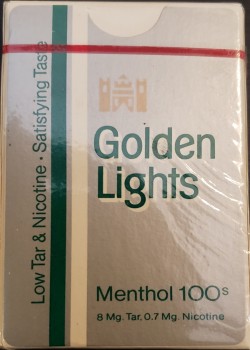 Low Tar & Nicotine · Satisfying Taste
Golden
Lights
Menthol 100s
8 Mg. Tar, 0.7 Mg. Nicotine